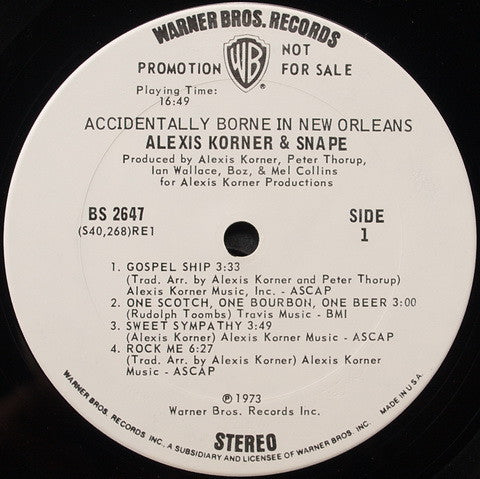 WARNER BROS. RECORDS
PROMOTION NOT FOR SALE
WB
®
Playing Time:
16:49
ACCIDENTALLY BORNE IN NEW ORLEANS
ALEXIS KORNER & SNAPE
Produced by Alexis Korner, Peter Thorup,
Ian Wallace, Boz, & Mel Collins
for Alexis Korner Productions
BS 2647
(S40,268)RE1
SIDE
1
1. GOSPEL SHIP 3:33
(Trad. Arr. by Alexis Korner and Peter Thorup)
Alexis Korner Music, Inc. - ASCAP
2. ONE SCOTCH, ONE BOURBON, ONE BEER 3:00
(Rudolph Toombs) Travis Music - BMI
3. SWEET SYMPATHY 3:49
(Alexis Korner) Alexis Korner Music - ASCAP
4. ROCK ME 6:27
(Trad. Arr. by Alexis Korner) Alexis Korner
Music - ASCAP
℗ 1973
Warner Bros. Records Inc.
STEREO
WARNER BROS. RECORDS INC., A SUBSIDIARY AND LICENSEE OF WARNER BROS. INC. MADE IN U.S.A.